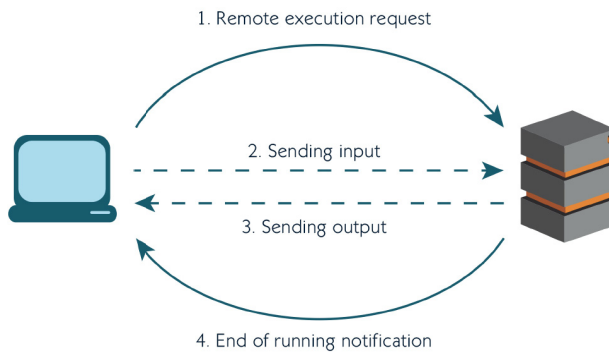 1. Remote execution request
2. Sending input
3. Sending output
4. End of running notification